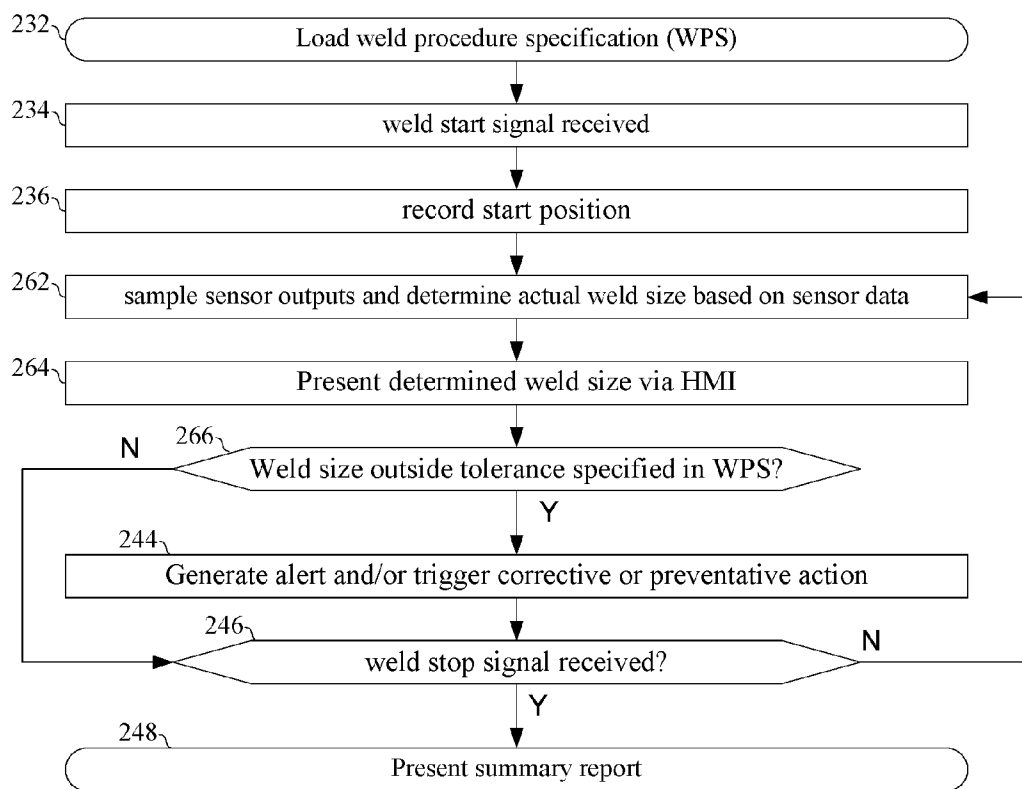 232
Load weld procedure specification (WPS)
234
weld start signal received
236
record start position
262
sample sensor outputs and determine actual weld size based on sensor data
264
Present determined weld size via HMI
266
N
Weld size outside tolerance specified in WPS?
Y
244
Generate alert and/or trigger corrective or preventative action
246
weld stop signal received?
N
Y
248
Present summary report